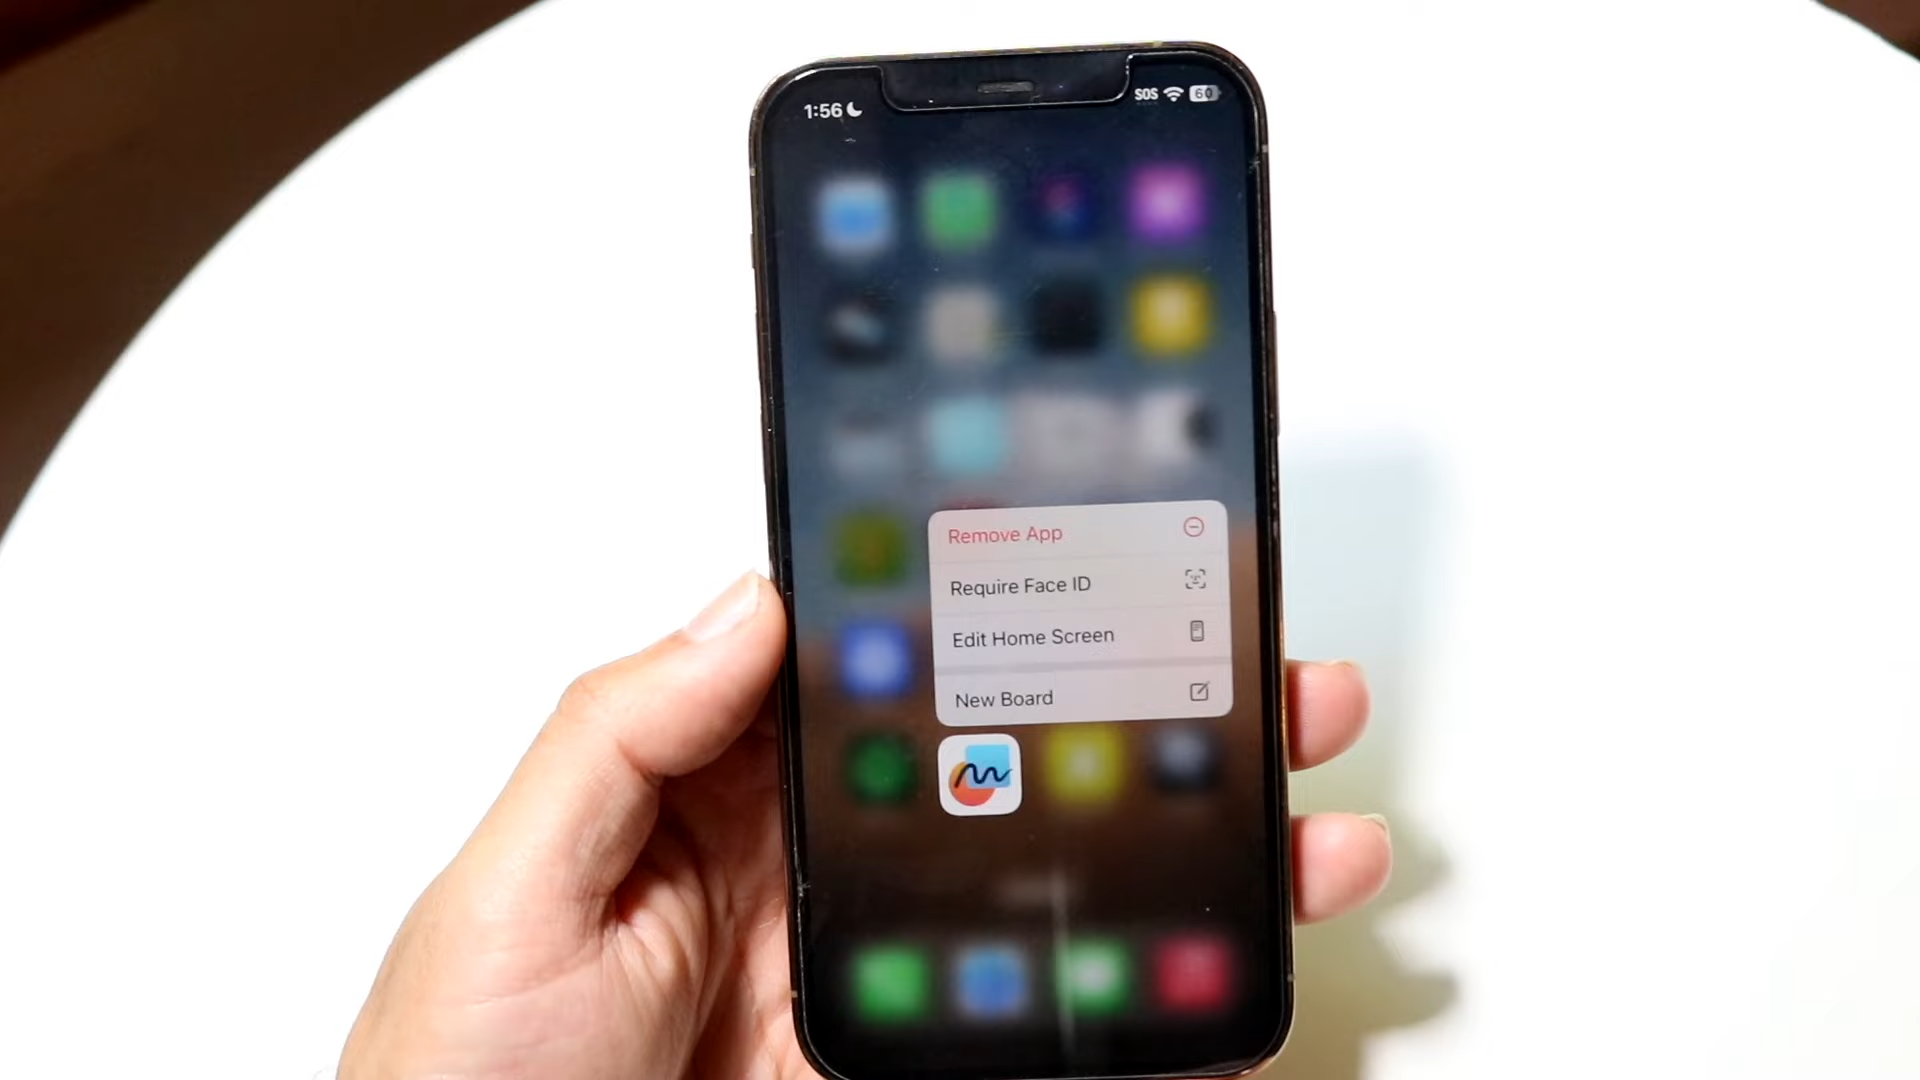 1:56
SOS 60
Remove App
Require Face ID
Edit Home Screen
New Board